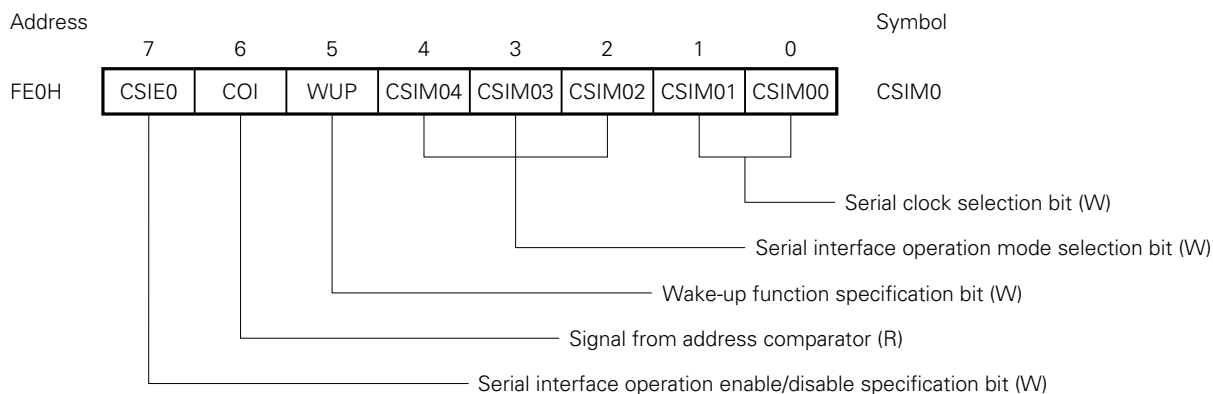 Address Symbol
7 6 5 4 3 2 1 0
FE0H CSIE0 COI WUP CSIM04 CSIM03 CSIM02 CSIM01 CSIM00 CSIM0
Serial clock selection bit (W)
Serial interface operation mode selection bit (W)
Wake-up function specification bit (W)
Signal from address comparator (R)
Serial interface operation enable/disable specification bit (W)